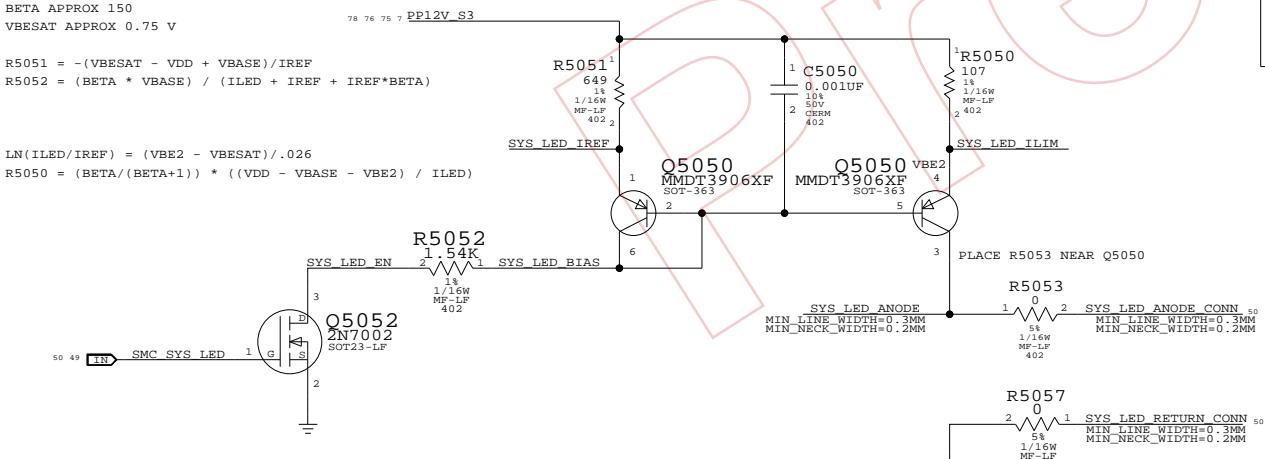 BETA APPROX 150
VBESAT APPROX 0.75 V
R5051 = -(VBESAT - VDD + VBASE)/IREF
R5052 = (BETA * VBASE) / (ILED + IREF + IREF*BETA)
LN(ILED/IREF) = (VBE2 - VBESAT)/.026
R5050 = (BETA/(BETA+1)) * ((VDD - VBASE - VBE2) / ILED)
78 76 75 7 PP12V_S3
R5051 1
649
1%
1/16W
MF-LF
402 2
C5050
1 0.001UF
10%
2 50V
CERM
402
1 R5050
107
1%
1/16W
MF-LF
2 402
SYS_LED_IREF
SYS_LED_ILIM
Q5050
MMDT3906XF
SOT-363
1
2
6
Q5050 VBE2
MMDT3906XF 4
SOT-363
5
3
PLACE R5053 NEAR Q5050
R5052
1.54K
SYS_LED_EN 2 1 SYS_LED_BIAS
1%
1/16W
MF-LF
402
3
D
Q5052
2N7002
SOT23-LF
50 49 IN SMC_SYS_LED 1 G S
2
R5053
0
SYS_LED_ANODE 1 2 SYS_LED_ANODE_CONN 50
MIN_LINE_WIDTH=0.3MM
MIN_NECK_WIDTH=0.2MM
5%
1/16W
MF-LF
402
MIN_LINE_WIDTH=0.3MM
MIN_NECK_WIDTH=0.2MM
R5057
0
2 1 SYS_LED_RETURN_CONN 50
5%
1/16W
MF-LF
MIN_LINE_WIDTH=0.3MM
MIN_NECK_WIDTH=0.2MM
Pre